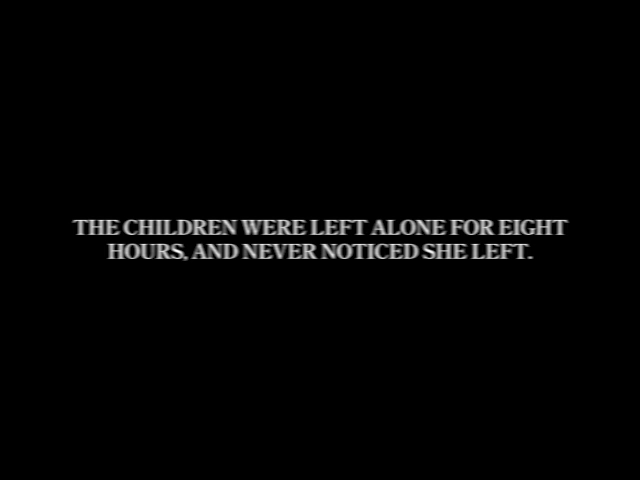 THE CHILDREN WERE LEFT ALONE FOR EIGHT
HOURS, AND NEVER NOTICED SHE LEFT.